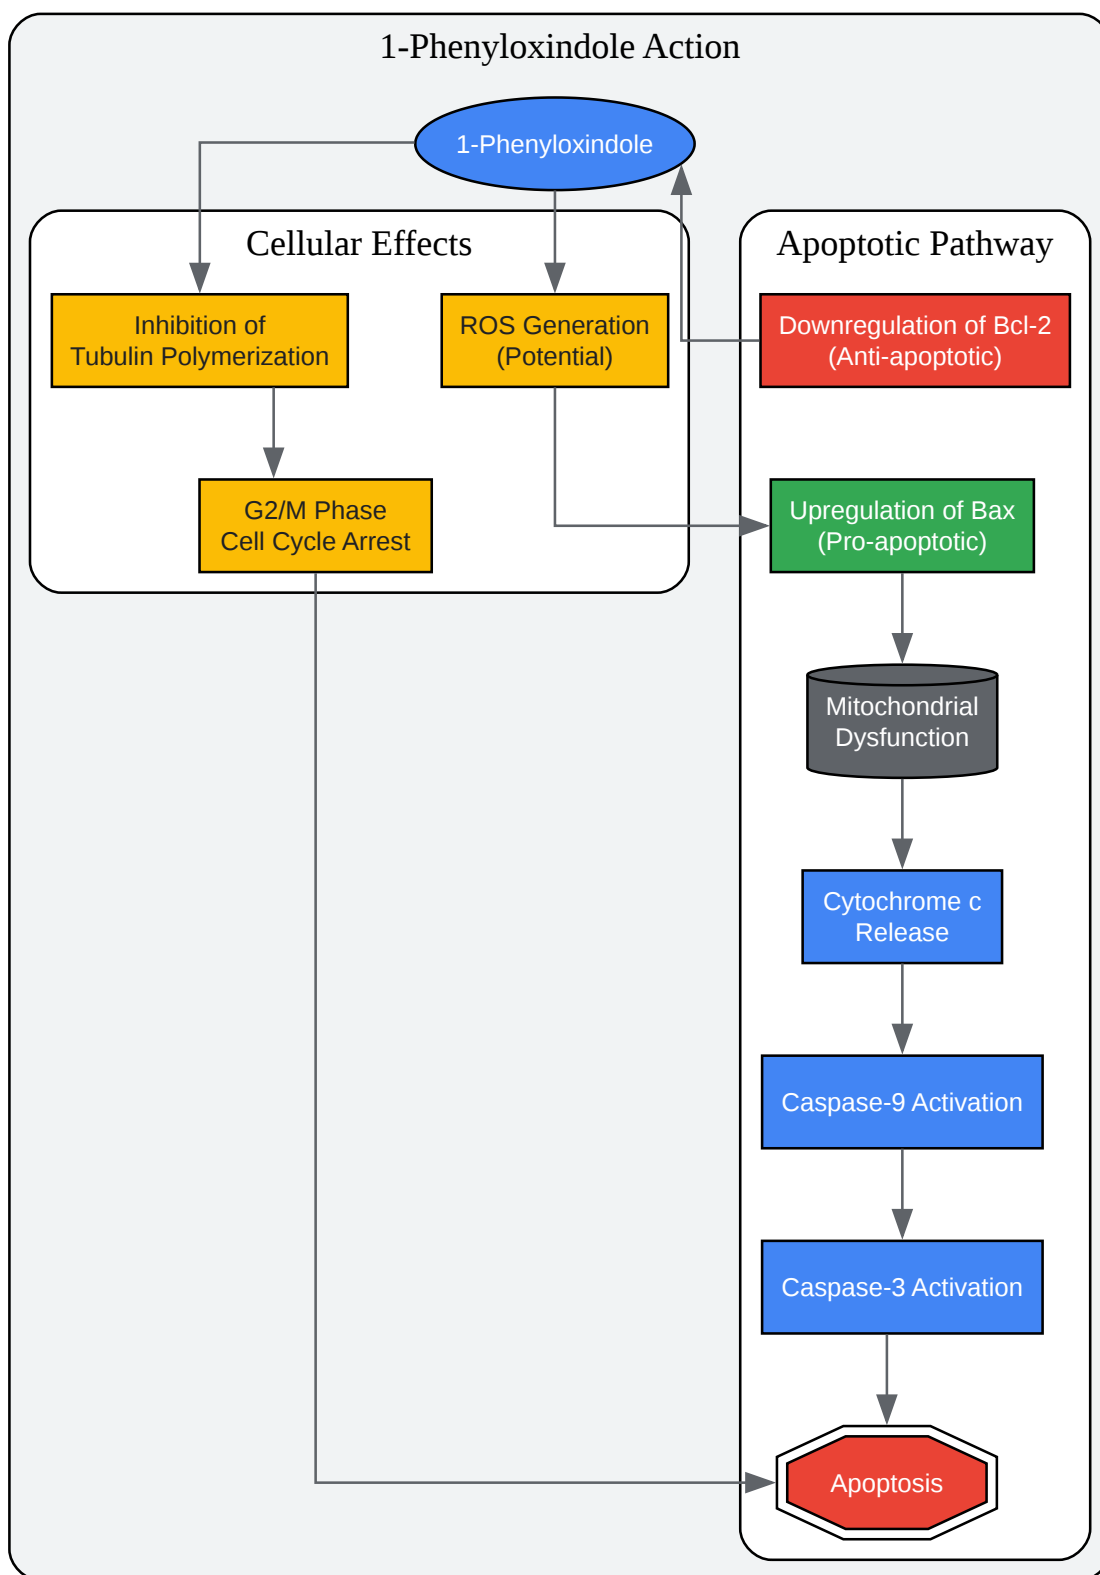 1-Phenyloxindole Action
1-Phenyloxindole
Cellular Effects
Inhibition of
Tubulin Polymerization
ROS Generation
(Potential)
G2/M Phase
Cell Cycle Arrest
Apoptotic Pathway
Downregulation of Bcl-2
(Anti-apoptotic)
Upregulation of Bax
(Pro-apoptotic)
Mitochondrial
Dysfunction
Cytochrome c
Release
Caspase-9 Activation
Caspase-3 Activation
Apoptosis